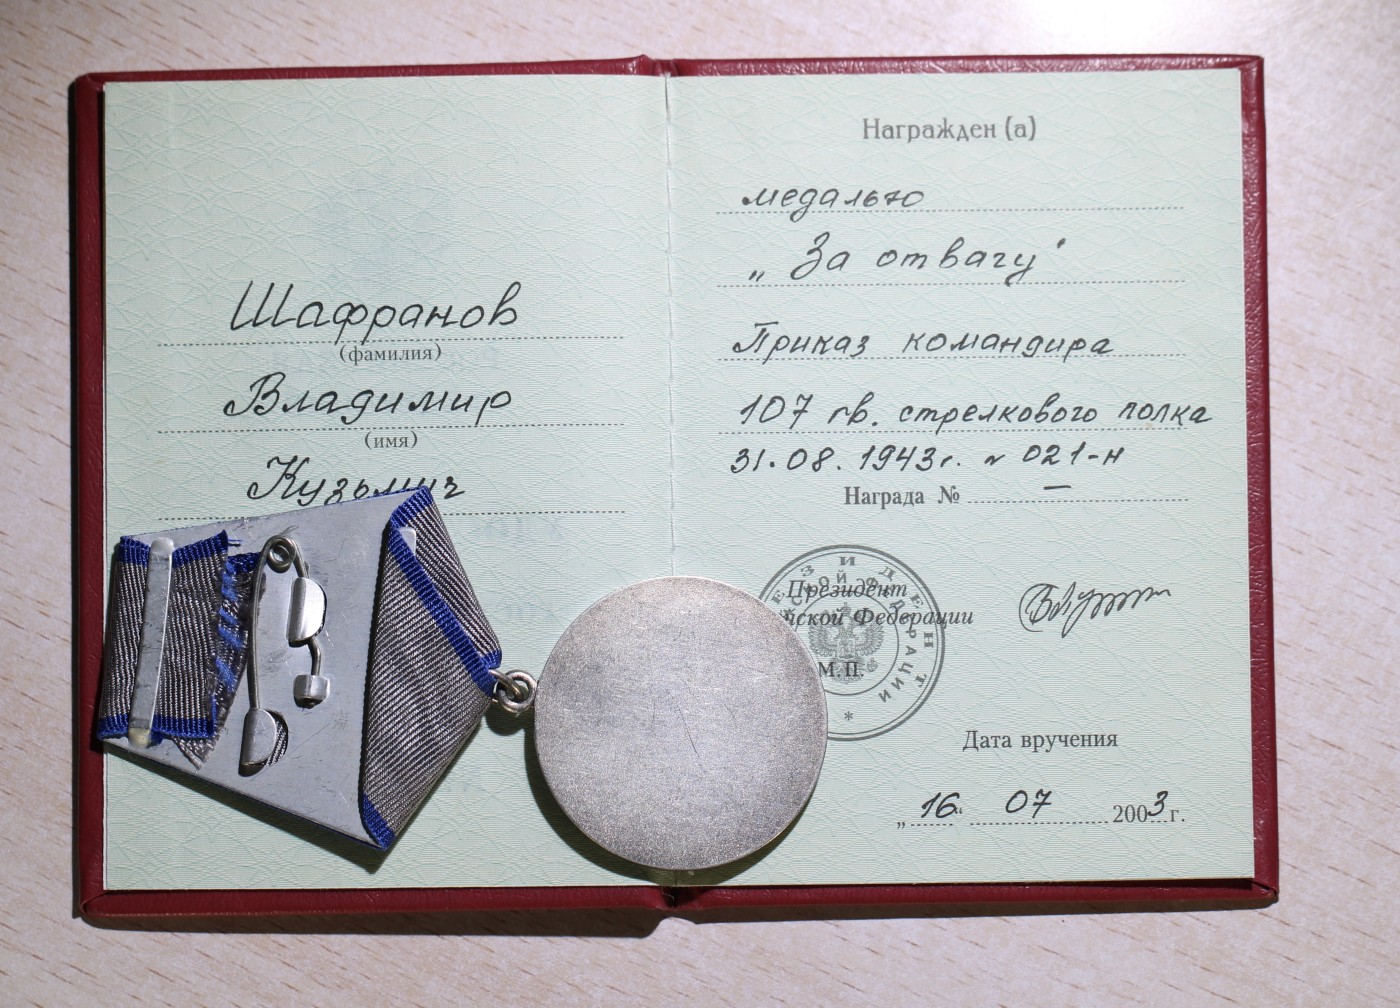 Шафранов
(фамилия)
Владимир
(имя)
Кузьмич
Награжден (а)
медалью
„За отвагу"
Приказ командира
107 гв. стрелкового полка
31.08.1943г. № 021-н
Награда № —
Президент
йской Федерации
М.П.
Дата вручения
„16" 07 2003 г.